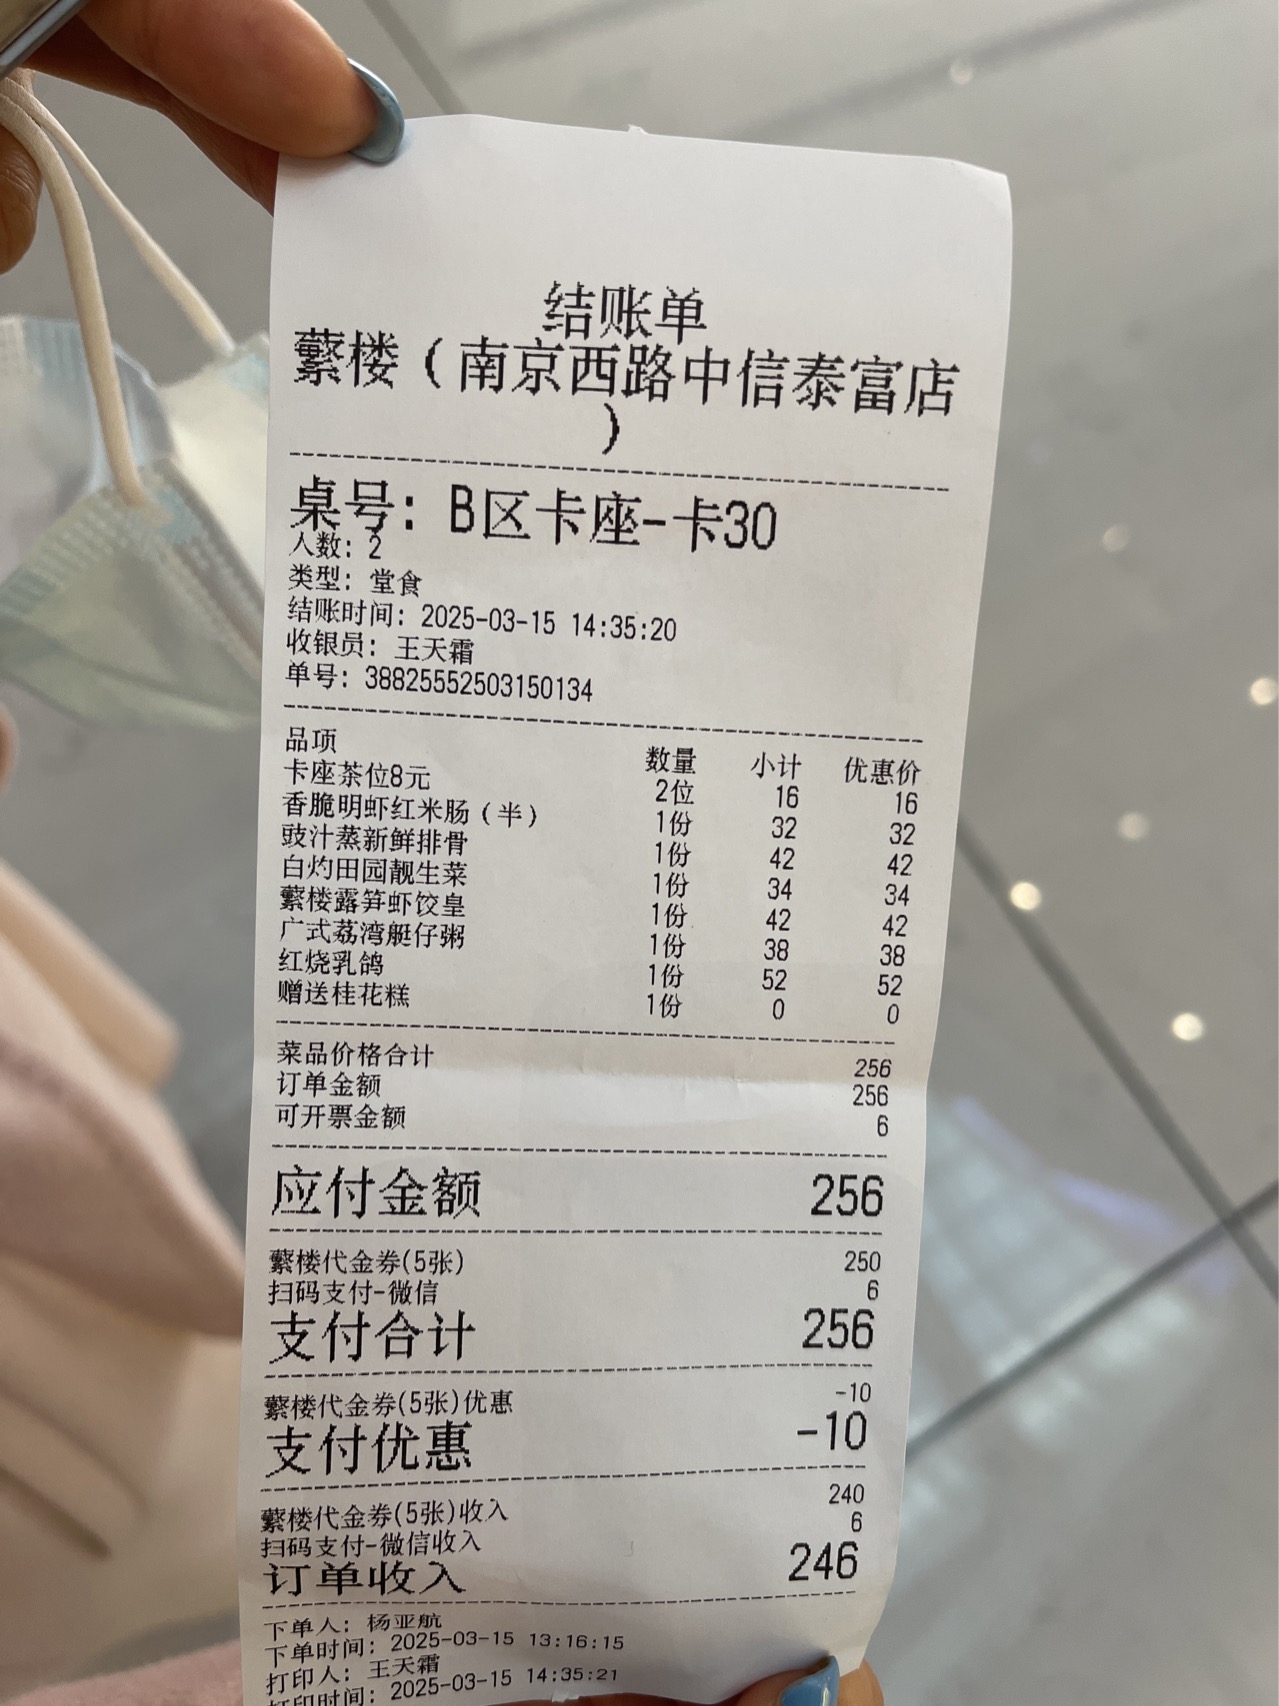 结账单
蘩楼（南京西路中信泰富店
）
桌号：B区卡座-卡30
人数：2
类型：堂食
结账时间：2025-03-15 14:35:20
收银员：王天霜
单号：38825555250315013​4
品项 数量 小计 优惠价
卡座茶位8元 2位 16 16
香脆明虾红米肠（半） 1份 32 32
豉汁蒸新鲜排骨 1份 42 42
白灼田园靓生菜 1份 34 34
蘩楼露笋虾饺皇 1份 42 42
广式荔湾艇仔粥 1份 38 38
红烧乳鸽 1份 52 52
赠送桂花糕 1份 0 0
菜品价格合计 256
订单金额 256
可开票金额 6
应付金额 256
蘩楼代金券(5张) 250
扫码支付-微信 6
支付合计 256
蘩楼代金券(5张)优惠 -10
支付优惠 -10
蘩楼代金券(5张)收入 240
扫码支付-微信收入 6
订单收入 246
下单人：杨亚航
下单时间：2025-03-15 13:16:15
打印人：王天霜
打印时间：2025-03-15 14:35:21